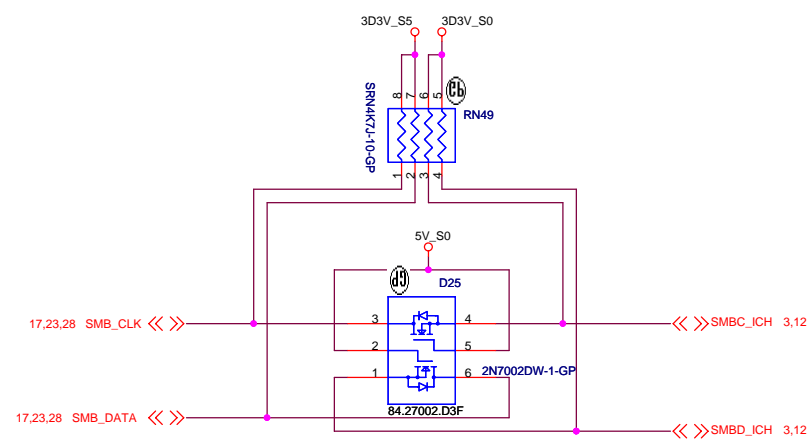 3D3V_S5 3D3V_S0
8 7 6 5
SRN4K7J-10-GP
RN49
1 2 3 4
5V_S0
D25
17,23,28 SMB_CLK
3 4
SMBC_ICH 3,12
2 5
1 6
2N7002DW-1-GP
84.27002.D3F
17,23,28 SMB_DATA
SMBD_ICH 3,12